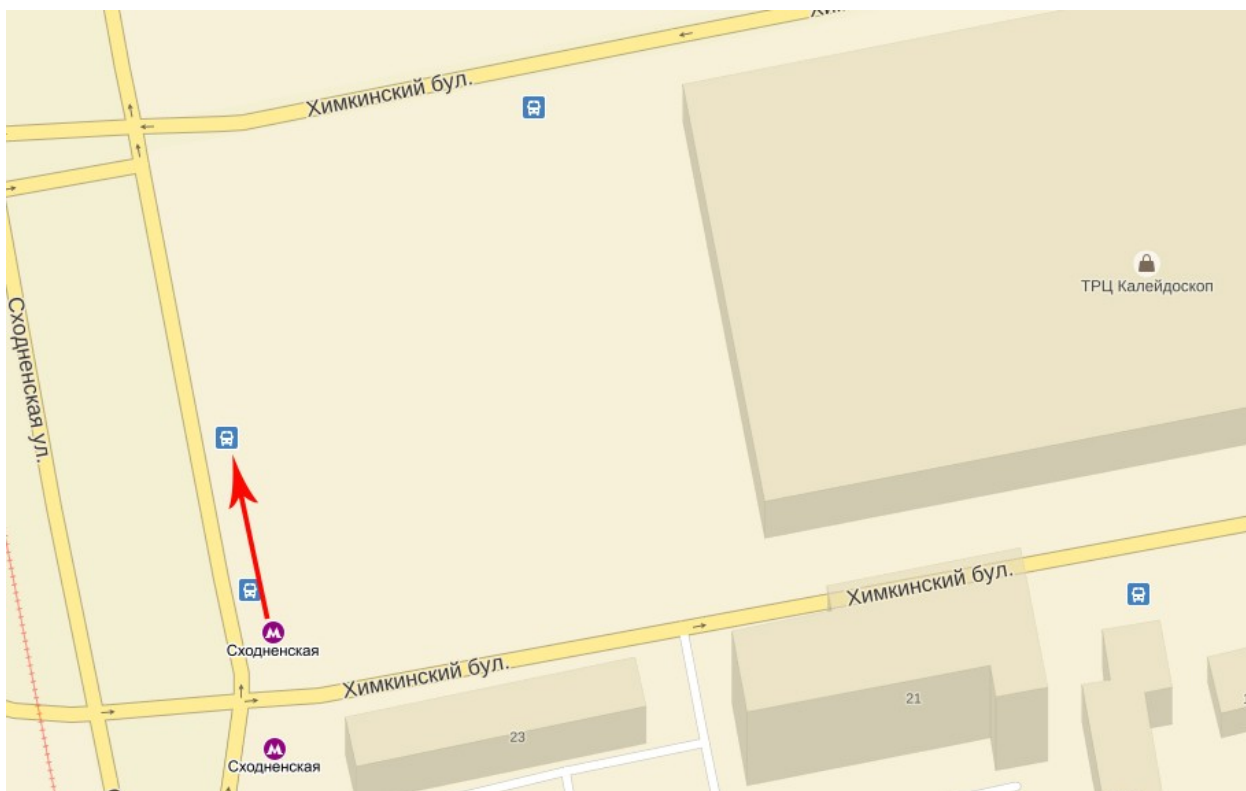 Химкинский бул.
ТРЦ Калейдоскоп
Сходненская ул.
Химкинский бул.
Сходненская
Химкинский бул.
21
23
Сходненская